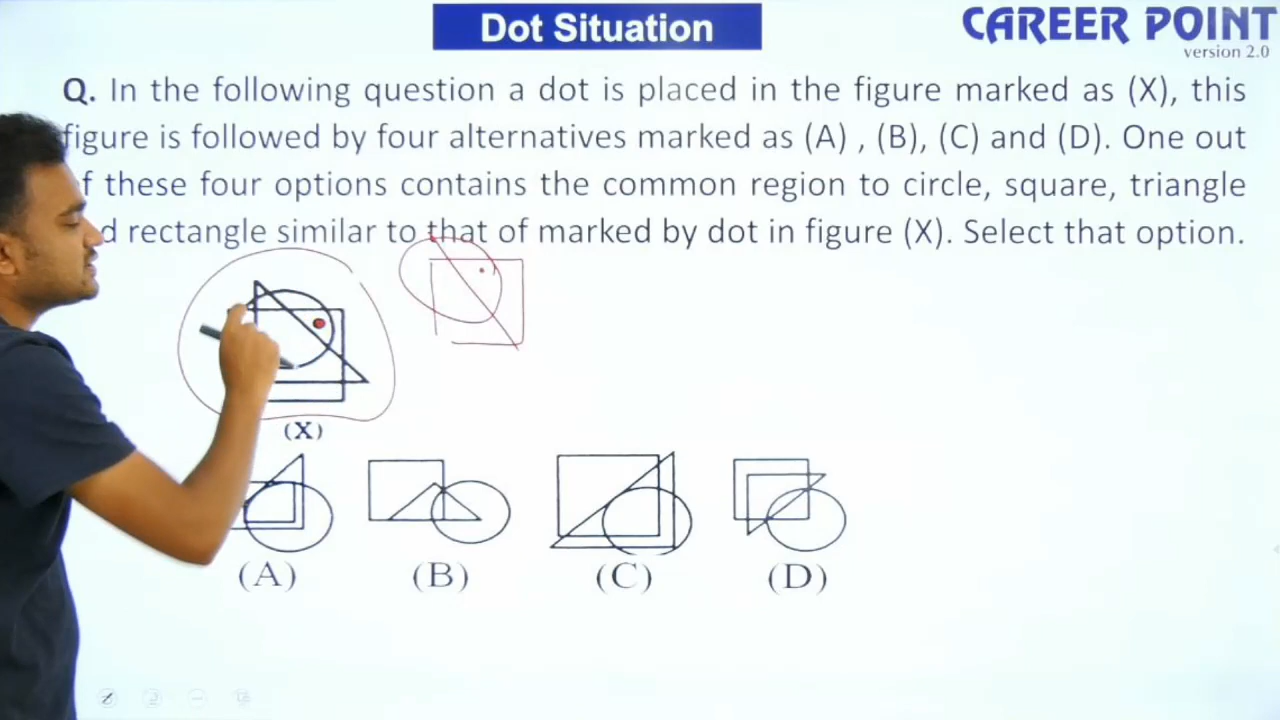 Dot Situation
CAREER POINT
version 2.0
Q. In the following question a dot is placed in the figure marked as (X), this
figure is followed by four alternatives marked as (A) , (B), (C) and (D). One out
f these four options contains the common region to circle, square, triangle
d rectangle similar to that of marked by dot in figure (X). Select that option.
(X)
(A) (B) (C) (D)